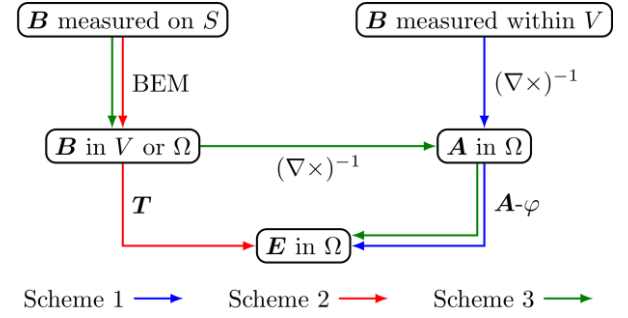 B measured on S
B measured within V
BEM
(∇×)⁻¹
B in V or Ω
A in Ω
(∇×)⁻¹
T
A-φ
E in Ω
Scheme 1
Scheme 2
Scheme 3